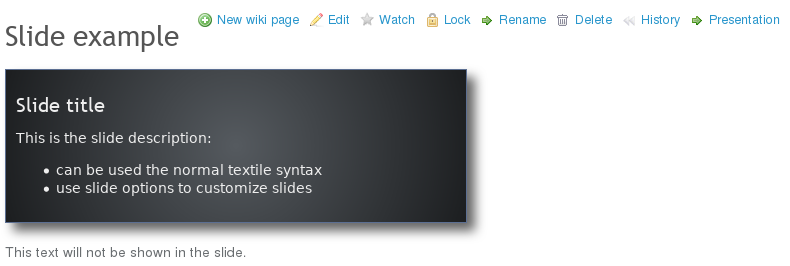 New wiki page Edit Watch Lock Rename Delete History Presentation
Slide example
Slide title
This is the slide description:
• can be used the normal textile syntax
• use slide options to customize slides
This text will not be shown in the slide.